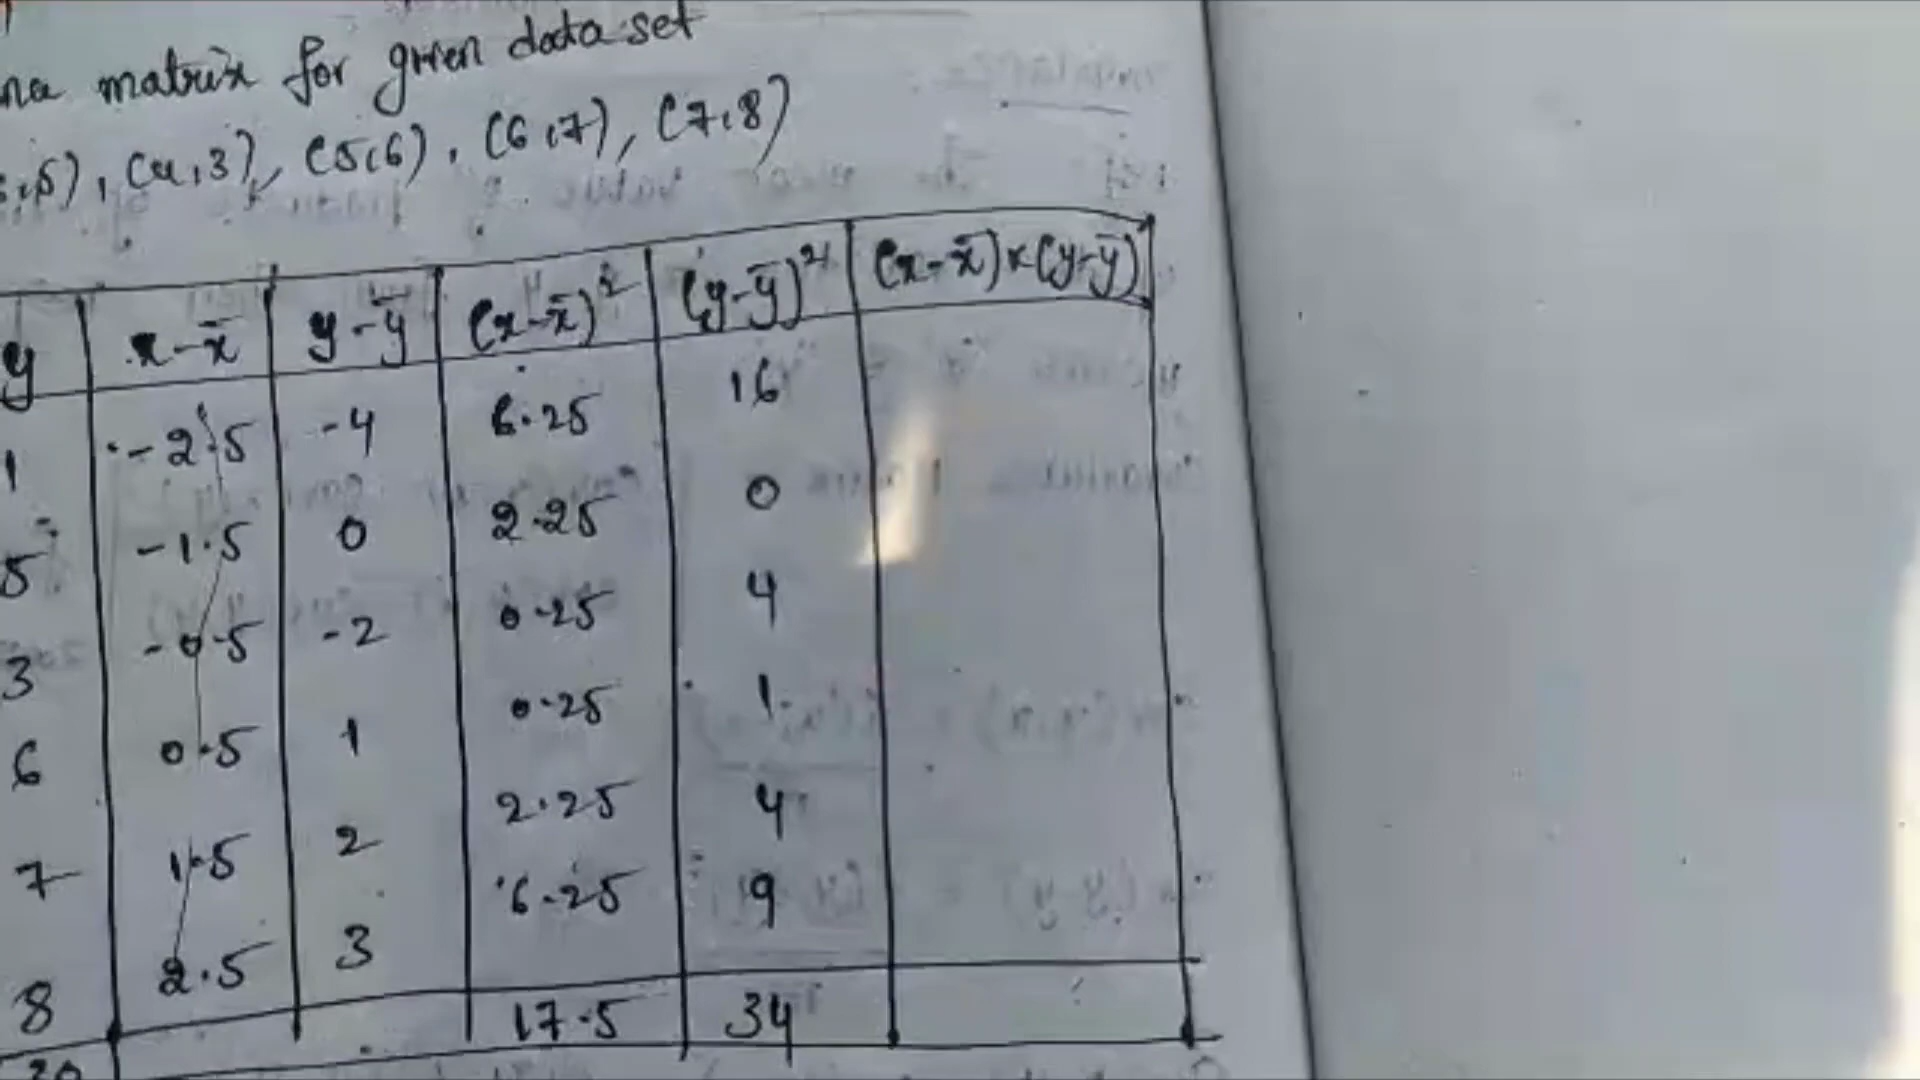 matrix for given data set
,5), (4,3), (5,6), (6,7), (7,8)
y x-x̄ y-ȳ (x-x̄)² (y-ȳ)² (x-x̄)×(y-ȳ)
1 -2.5 -4 6.25 16
5 -1.5 0 2.25 0
3 -0.5 -2 0.25 4
6 0.5 1 0.25 1
7 1.5 2 2.25 4
8 2.5 3 6.25 9
17.5 34
30